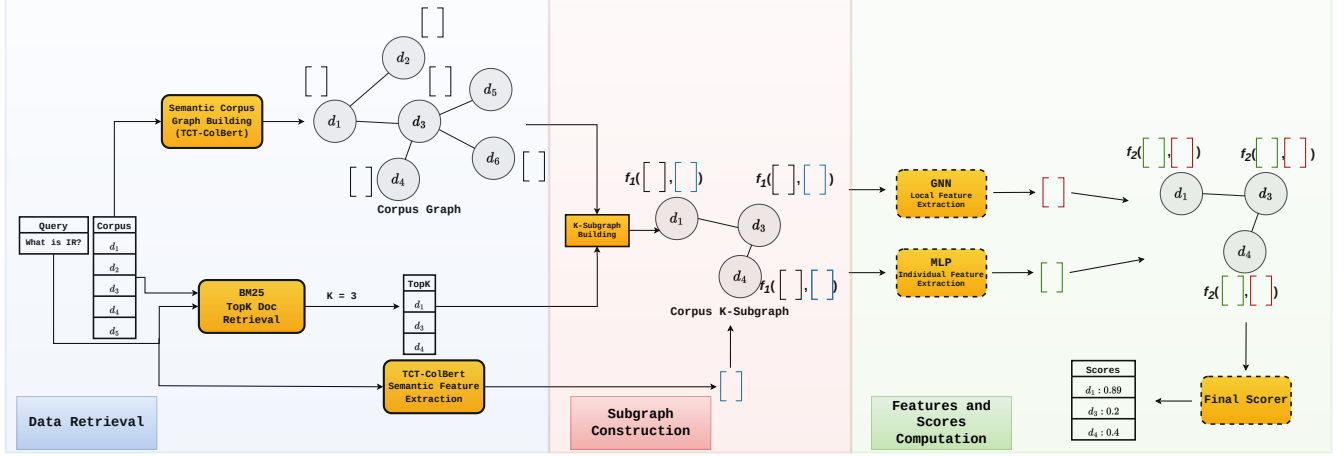 Semantic Corpus
Graph Building
(TCT-ColBert)
d1
d2
d3
d4
d5
d6
Corpus Graph
Query
What is IR?
Corpus
d1
d2
d3
d4
d5
BM25
TopK Doc
Retrieval
K = 3
TopK
d1
d3
d4
TCT-ColBert
Semantic Feature
Extraction
Data Retrieval
K-Subgraph
Building
f1([ ],[ ])
d1
f1([ ],[ ])
d3
d4
f1([ ],[ ])
Corpus K-Subgraph
[ ]
Subgraph
Construction
GNN
Local Feature
Extraction
[ ]
MLP
Individual Feature
Extraction
[ ]
f2([ ],[ ])
d1
f2([ ],[ ])
d3
d4
f2([ ],[ ])
Final Scorer
Scores
d1 : 0.89
d3 : 0.2
d4 : 0.4
Features and
Scores
Computation